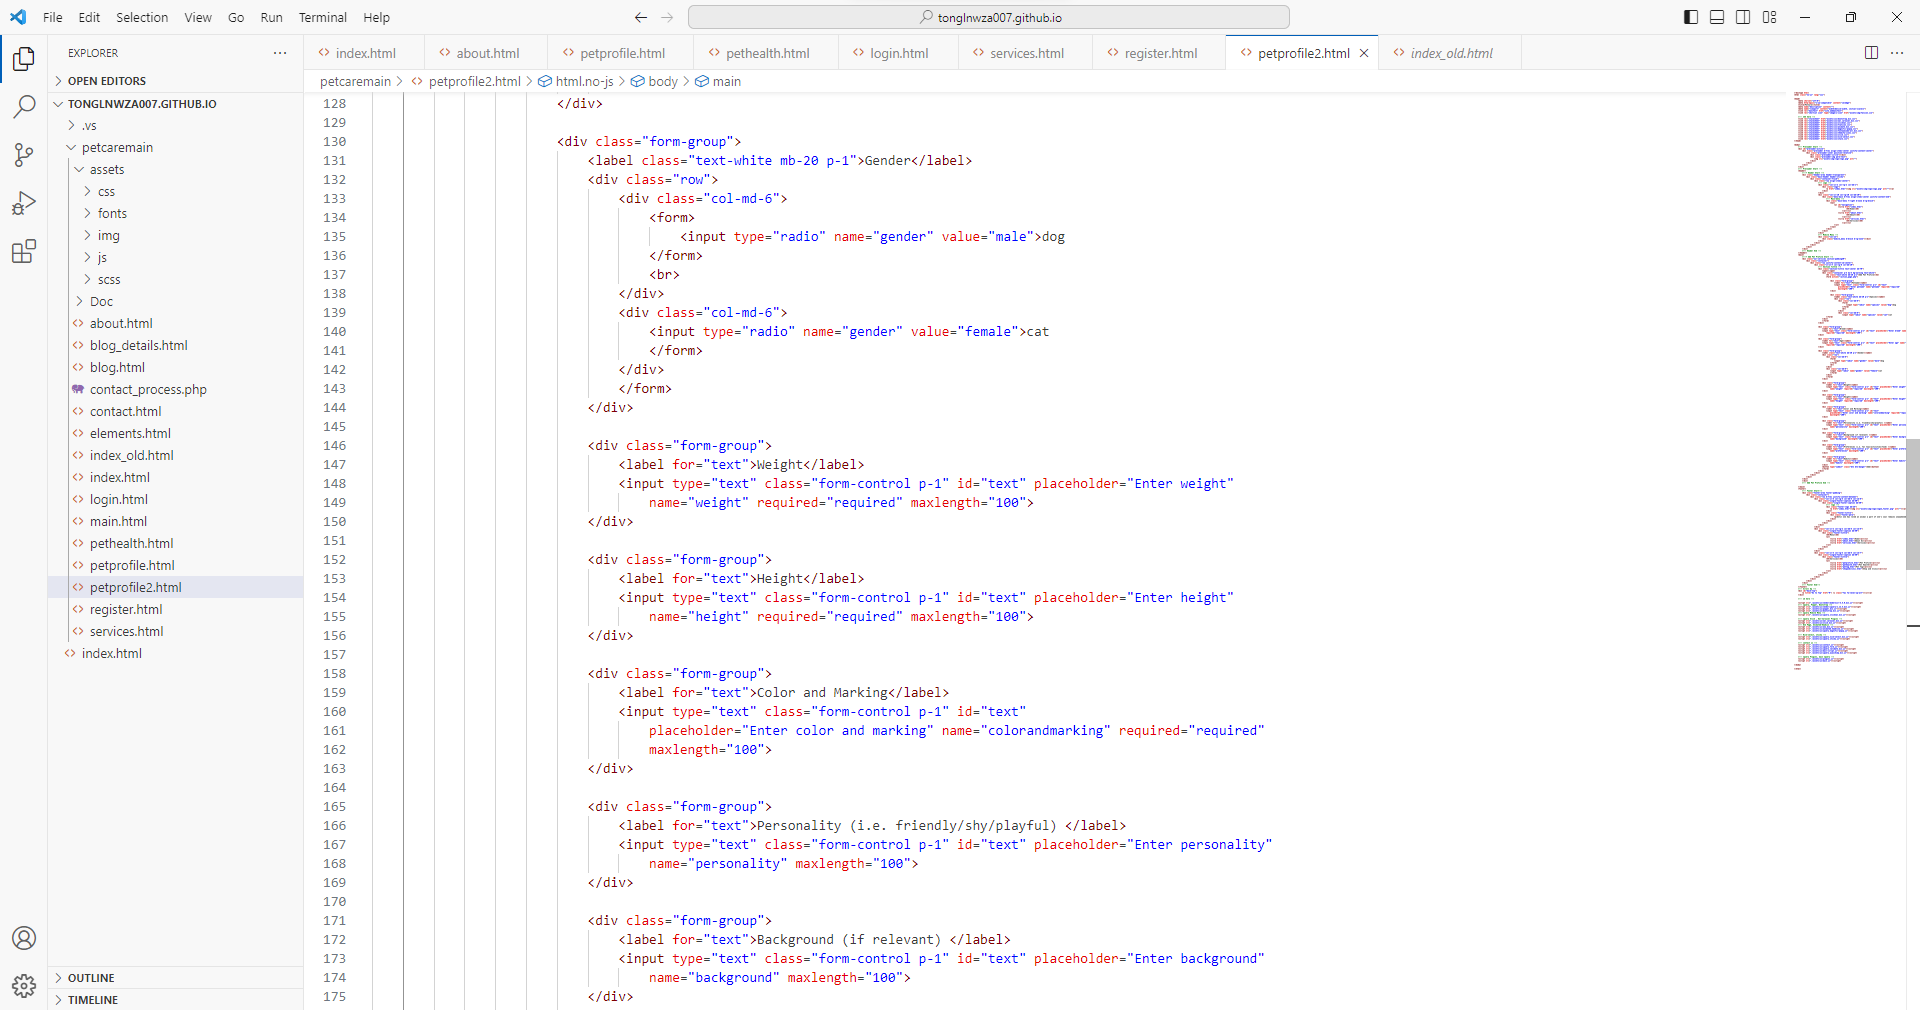 File Edit Selection View Go Run Terminal Help
tonglnwza007.github.io
EXPLORER
OPEN EDITORS
TONGLNWZA007.GITHUB.IO
.vs
petcaremain
assets
css
fonts
img
js
scss
Doc
about.html
blog_details.html
blog.html
contact_process.php
contact.html
elements.html
index_old.html
index.html
login.html
main.html
pethealth.html
petprofile.html
petprofile2.html
register.html
services.html
index.html
OUTLINE
TIMELINE
index.html about.html petprofile.html pethealth.html login.html services.html register.html petprofile2.html index_old.html
petcaremain > petprofile2.html > html.no-js > body > main
128 </div>
129
130 <div class="form-group">
131 <label class="text-white mb-20 p-1">Gender</label>
132 <div class="row">
133 <div class="col-md-6">
134 <form>
135 <input type="radio" name="gender" value="male">dog
136 </form>
137 <br>
138 </div>
139 <div class="col-md-6">
140 <input type="radio" name="gender" value="female">cat
141 </form>
142 </div>
143 </form>
144 </div>
145
146 <div class="form-group">
147 <label for="text">Weight</label>
148 <input type="text" class="form-control p-1" id="text" placeholder="Enter weight"
149 name="weight" required="required" maxlength="100">
150 </div>
151
152 <div class="form-group">
153 <label for="text">Height</label>
154 <input type="text" class="form-control p-1" id="text" placeholder="Enter height"
155 name="height" required="required" maxlength="100">
156 </div>
157
158 <div class="form-group">
159 <label for="text">Color and Marking</label>
160 <input type="text" class="form-control p-1" id="text"
161 placeholder="Enter color and marking" name="colorandmarking" required="required"
162 maxlength="100">
163 </div>
164
165 <div class="form-group">
166 <label for="text">Personality (i.e. friendly/shy/playful) </label>
167 <input type="text" class="form-control p-1" id="text" placeholder="Enter personality"
168 name="personality" maxlength="100">
169 </div>
170
171 <div class="form-group">
172 <label for="text">Background (if relevant) </label>
173 <input type="text" class="form-control p-1" id="text" placeholder="Enter background"
174 name="background" maxlength="100">
175 </div>